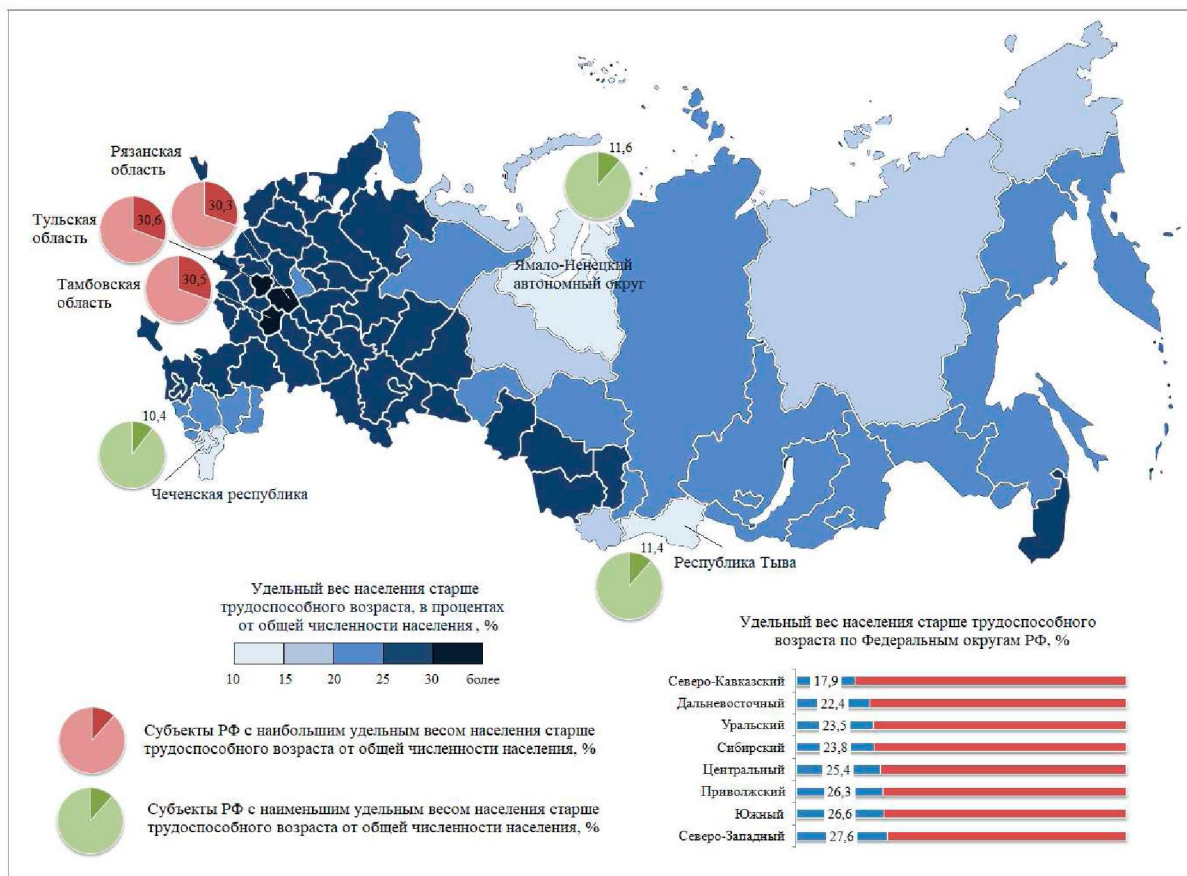 Рязанская
область
30,3
Тульская
область
30,6
Тамбовская
область
30,5
11,6
Ямало-Ненецкий
автономный округ
10,4
Чеченская республика
11,4
Республика Тыва
Удельный вес населения старше
трудоспособного возраста, в процентах
от общей численности населения , %
10 15 20 25 30 более
Субъекты РФ с наибольшим удельным весом населения старше
трудоспособного возраста от общей численности населения, %
Субъекты РФ с наименьшим удельным весом населения старше
трудоспособного возраста от общей численности населения, %
Удельный вес населения старше трудоспособного
возраста по Федеральным округам РФ, %
Северо-Кавказский 17,9
Дальневосточный 22,4
Уральский 23,5
Сибирский 23,8
Центральный 25,4
Приволжский 26,3
Южный 26,6
Северо-Западный 27,6